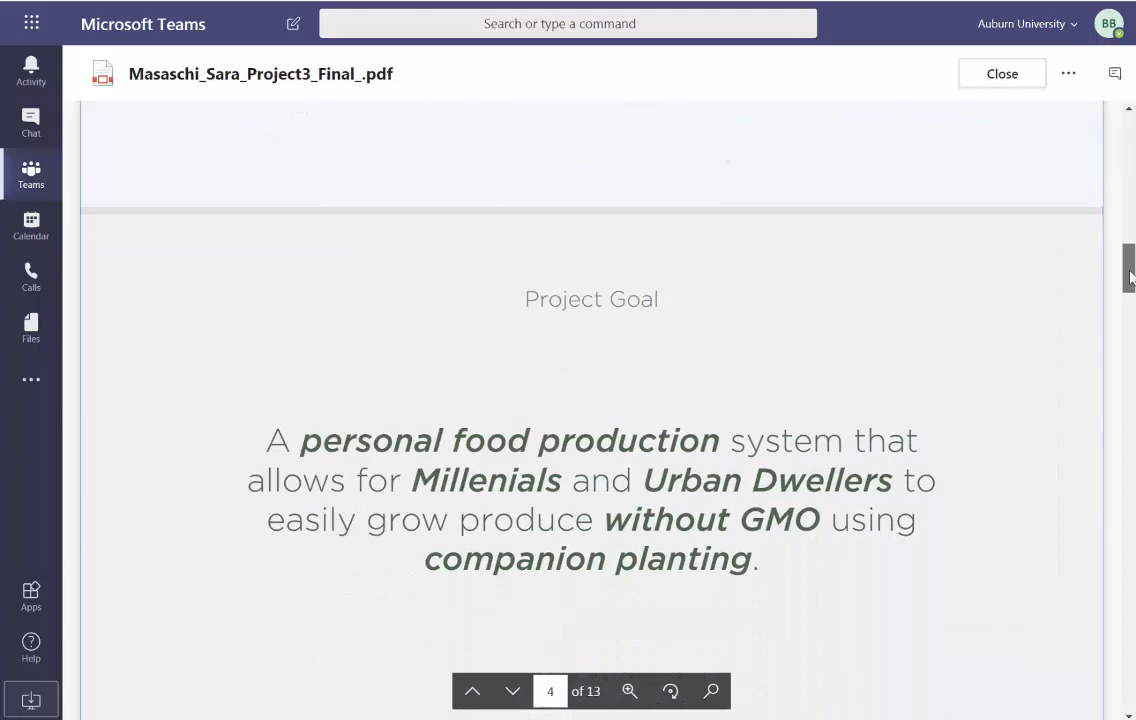 Microsoft Teams
Search or type a command
Auburn University
BB
Activity
Chat
Teams
Calendar
Calls
Files
Apps
Help
Masaschi_Sara_Project3_Final_.pdf
Close
Project Goal
A personal food production system that
allows for Millenials and Urban Dwellers to
easily grow produce without GMO using
companion planting.
4 of 13